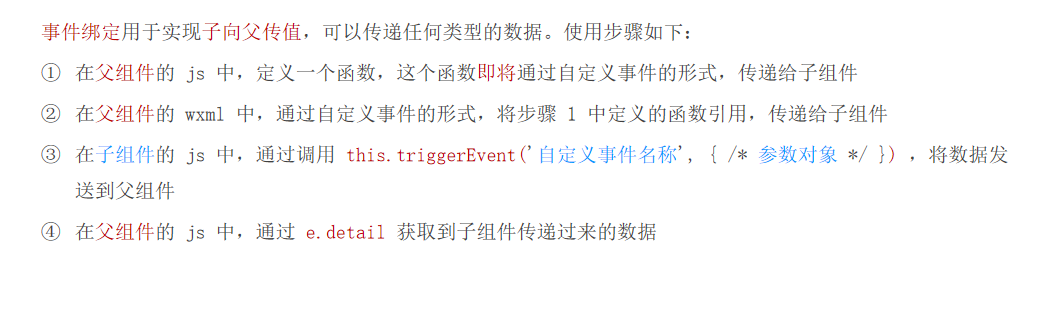 事件绑定用于实现子向父传值，可以传递任何类型的数据。使用步骤如下：
① 在父组件的 js 中，定义一个函数，这个函数即将通过自定义事件的形式，传递给子组件
② 在父组件的 wxml 中，通过自定义事件的形式，将步骤 1 中定义的函数引用，传递给子组件
③ 在子组件的 js 中，通过调用 this.triggerEvent('自定义事件名称', { /* 参数对象 */ }) ，将数据发
送到父组件
④ 在父组件的 js 中，通过 e.detail 获取到子组件传递过来的数据